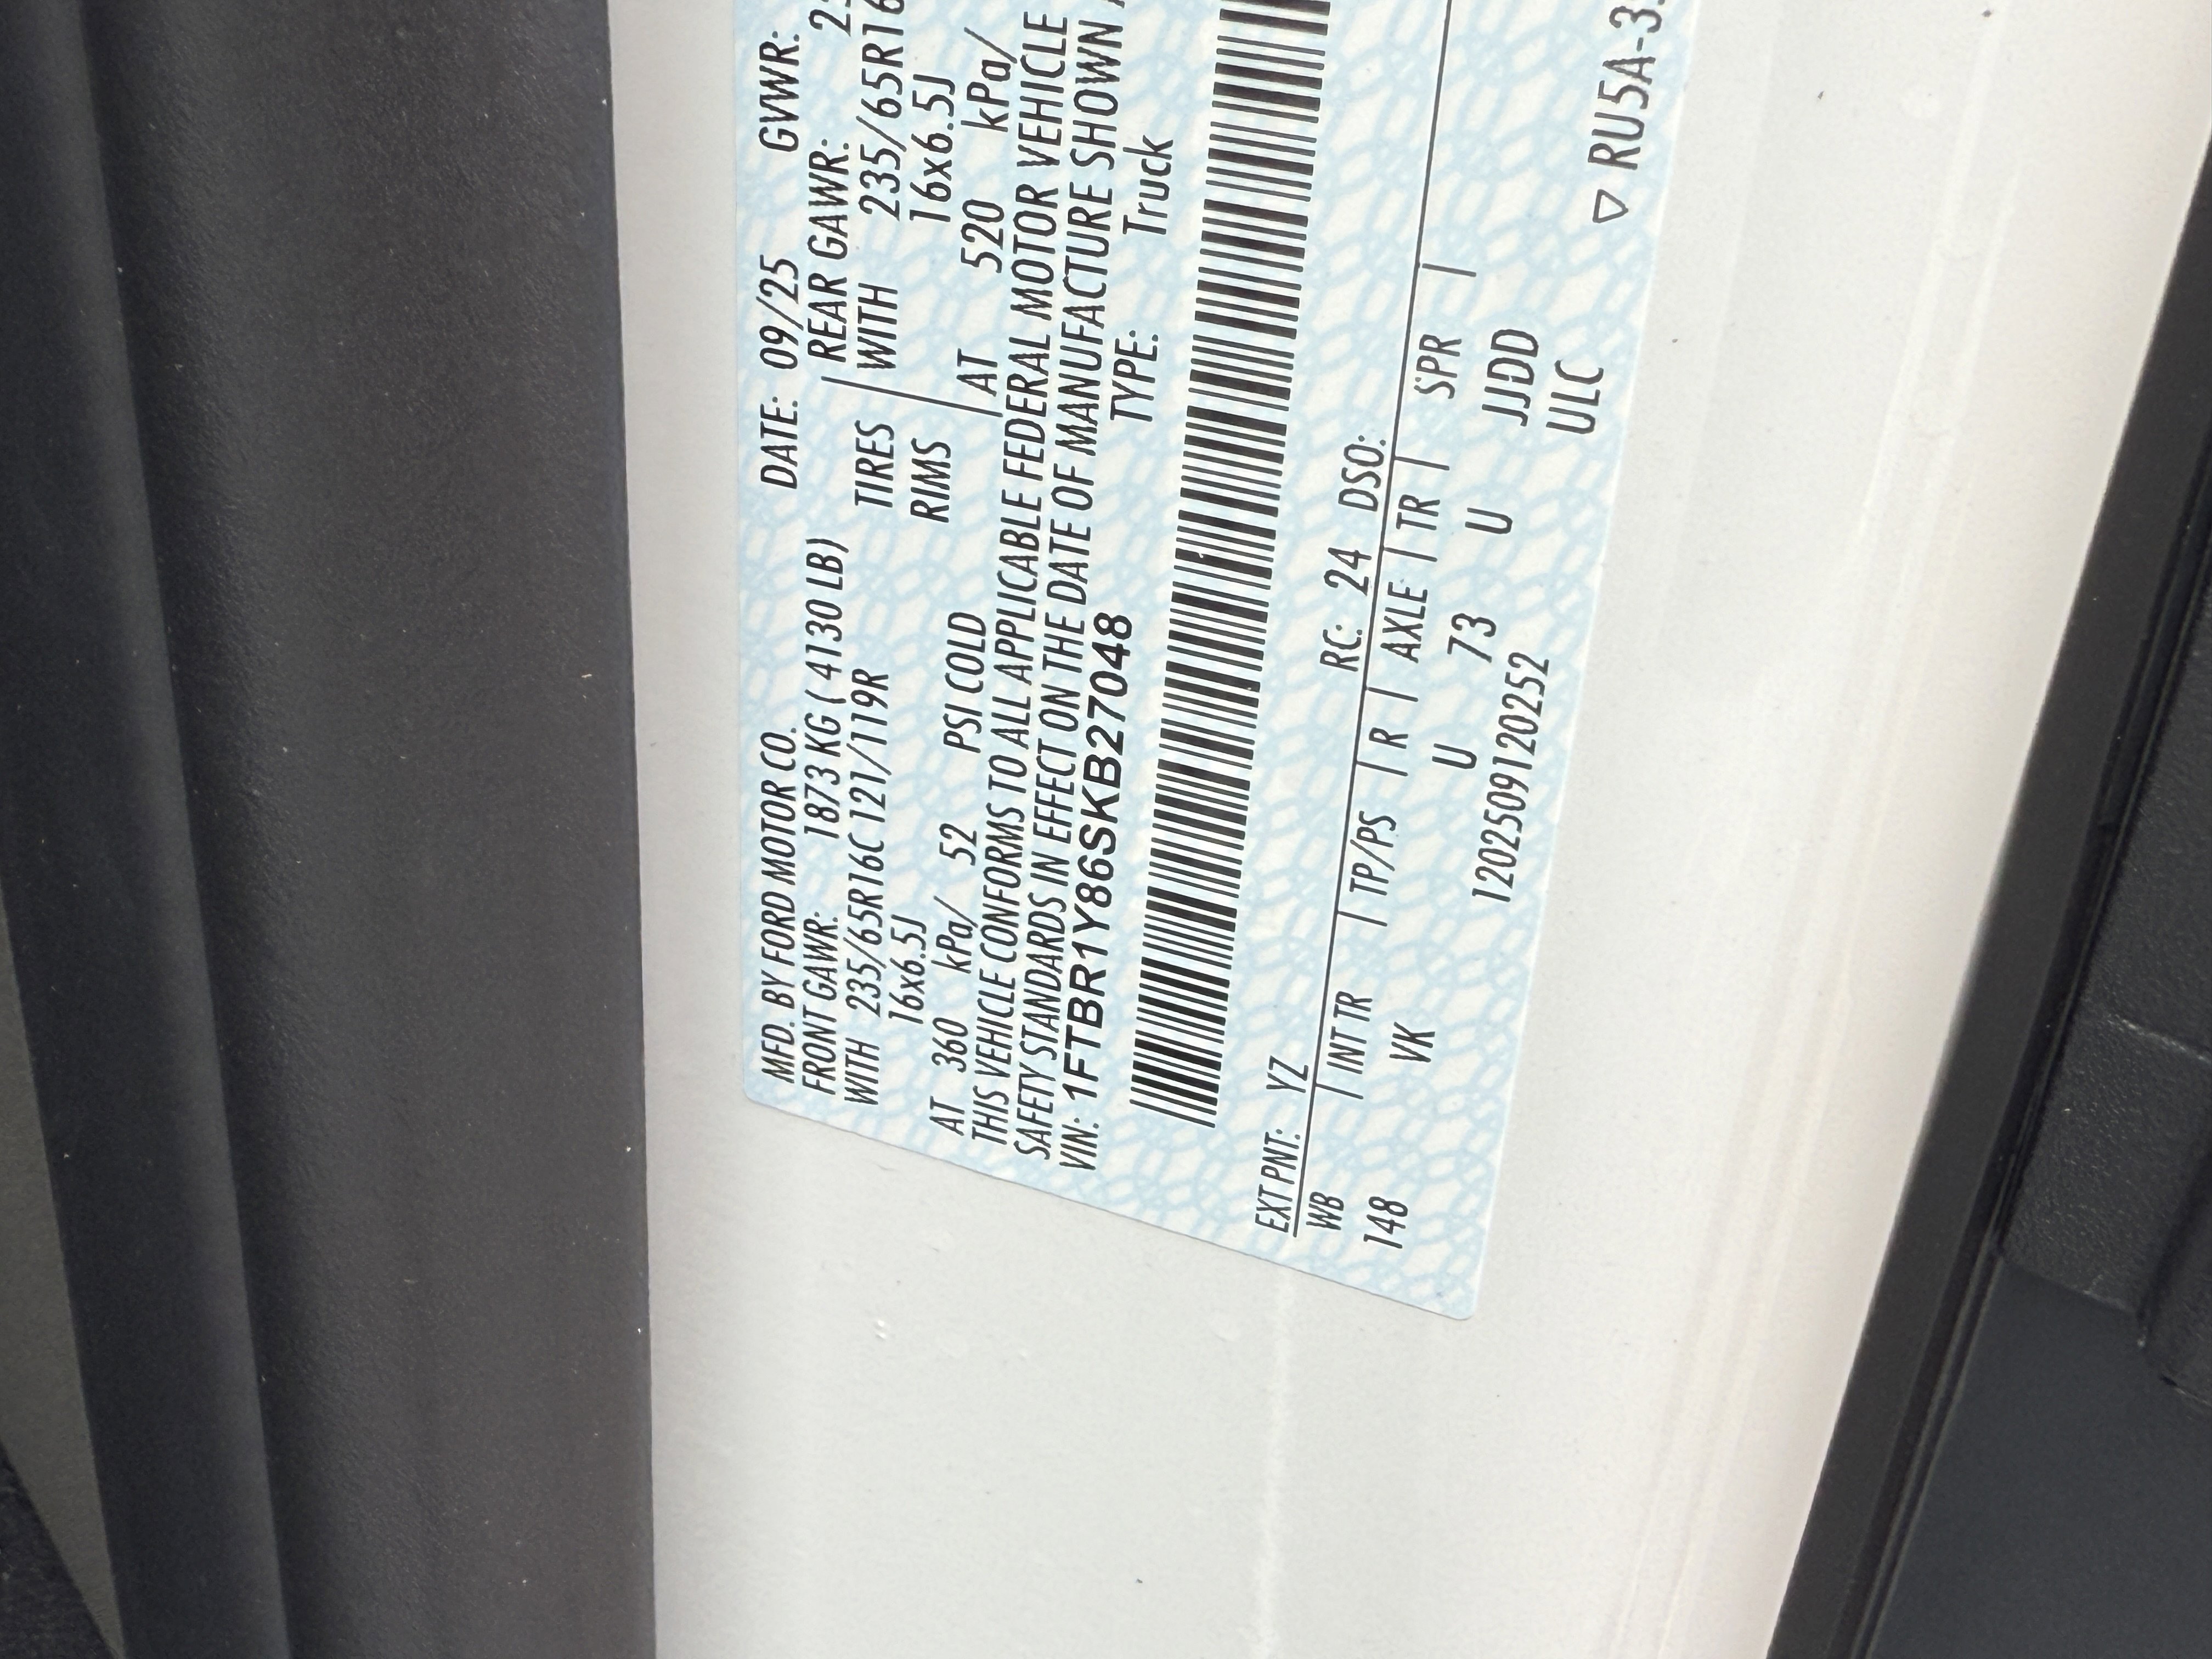 MFD. BY FORD MOTOR CO. DATE: 09/25 GVWR:
FRONT GAWR: 1873 KG ( 4130 LB) REAR GAWR:
WITH 235/65R16C 121/119R TIRES WITH 235/65R16
16x6.5J RIMS 16x6.5J
AT 360 kPa/ 52 PSI COLD AT 520 kPa/
THIS VEHICLE CONFORMS TO ALL APPLICABLE FEDERAL MOTOR VEHICLE
SAFETY STANDARDS IN EFFECT ON THE DATE OF MANUFACTURE SHOWN
VIN: 1FTBR1Y86SKB27048 TYPE: Truck
EXT PNT: YZ RC: 24 DSO:
WB | INT TR | TP/PS | R | AXLE | TR | SPR |
148 VK U 73 U JJDD
1202509120252 ULC
▽ RU5A-3